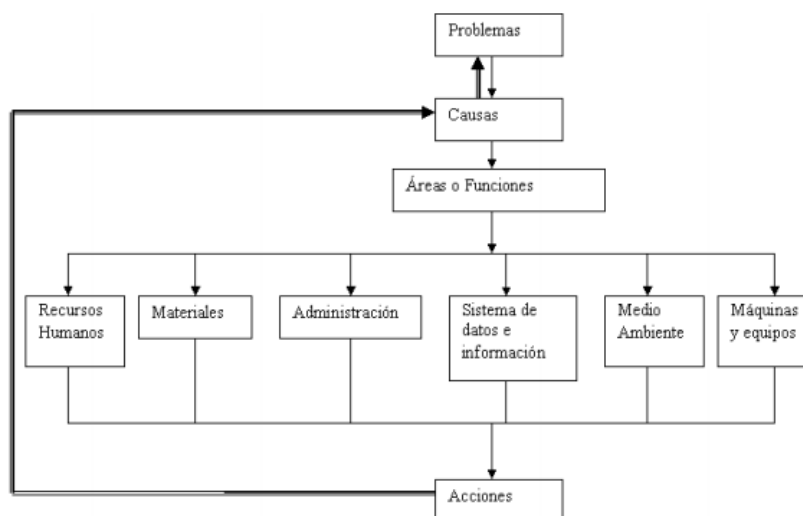 Problemas
Causas
Áreas o Funciones
Recursos
Humanos
Materiales
Administración
Sistema de
datos e
información
Medio
Ambiente
Máquinas
y equipos
Acciones